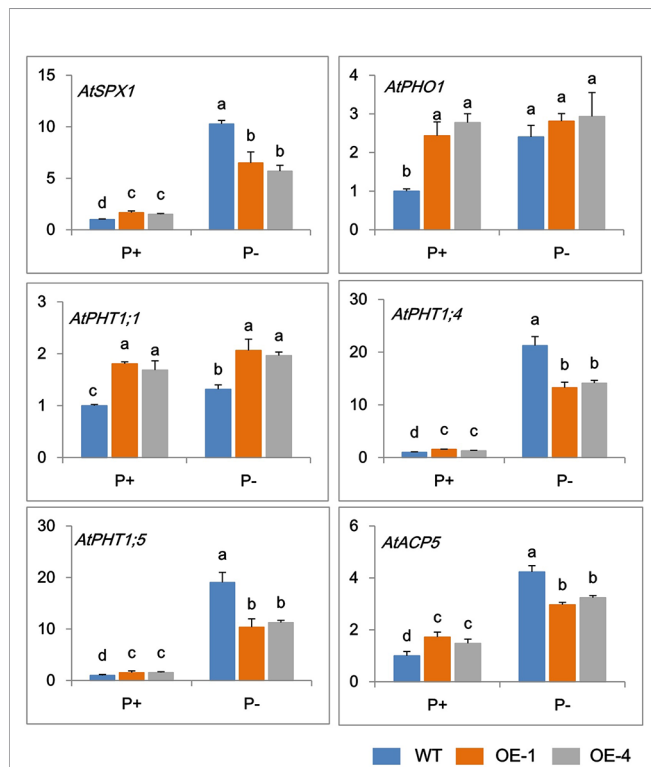 AtSPX1
15
10
5
0
a
b
b
d
c
c
P+
P-
AtPHO1
4
3
2
1
0
b
a
a
a
a
a
P+
P-
AtPHT1;1
3
2
1
0
c
a
a
b
a
a
P+
P-
AtPHT1;4
30
20
10
0
d
c
c
a
b
b
P+
P-
AtPHT1;5
30
20
10
0
d
c
c
a
b
b
P+
P-
AtACP5
6
4
2
0
d
c
c
a
b
b
P+
P-
WT OE-1 OE-4